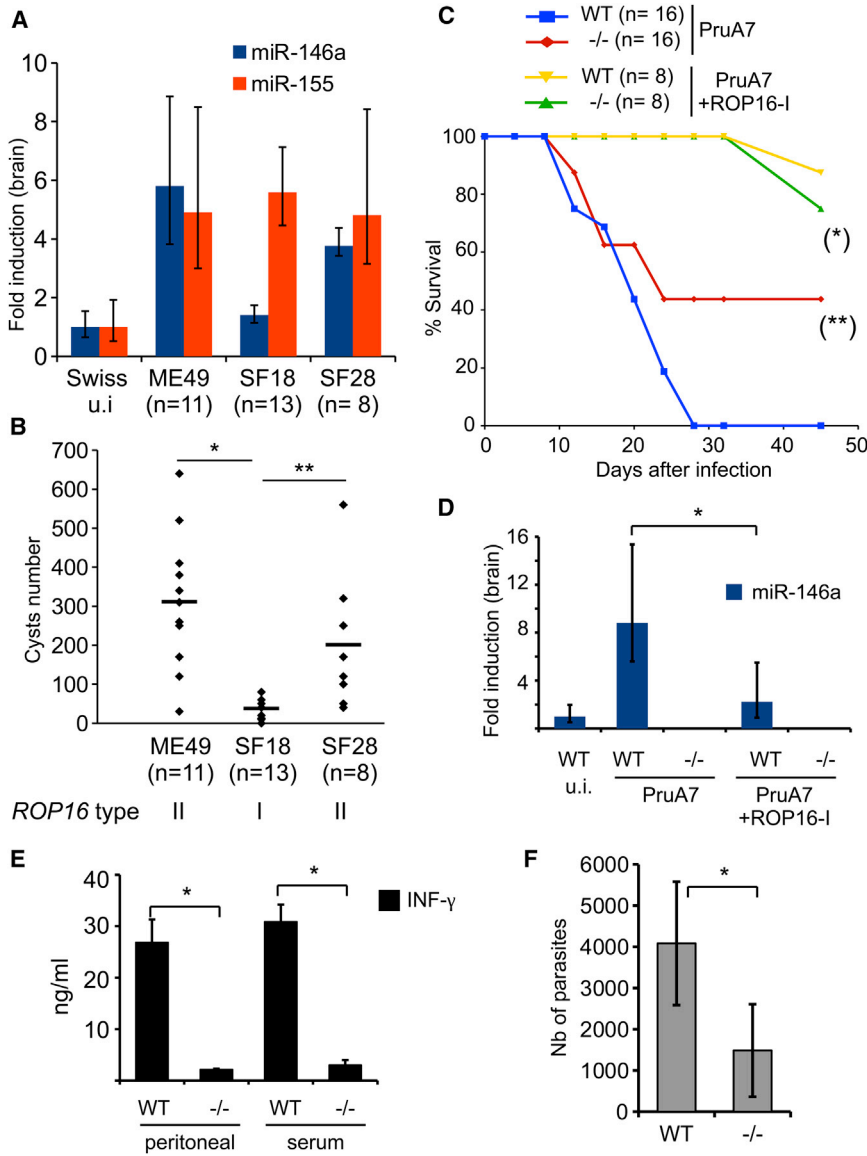 A
miR-146a
miR-155
Fold induction (brain)
10
8
6
4
2
0
Swiss u.i
ME49 (n=11)
SF18 (n=13)
SF28 (n= 8)
B
Cysts number
700
600
500
400
300
200
100
0
*
**
ME49 (n=11)
SF18 (n=13)
SF28 (n=8)
ROP16 type II I II
C
WT (n= 16)
-/- (n= 16)
PruA7
WT (n= 8)
-/- (n= 8)
PruA7 +ROP16-I
% Survival
100
80
60
40
20
0
0 10 20 30 40 50
Days after infection
(*)
(**)
D
Fold induction (brain)
16
12
8
4
2
*
miR-146a
WT u.i.
WT -/-
PruA7
WT -/-
PruA7 +ROP16-I
E
ng/ml
40
30
20
10
*
*
INF-γ
WT -/- WT -/-
peritoneal serum
F
Nb of parasites
6000
5000
4000
3000
2000
1000
0
*
WT -/-